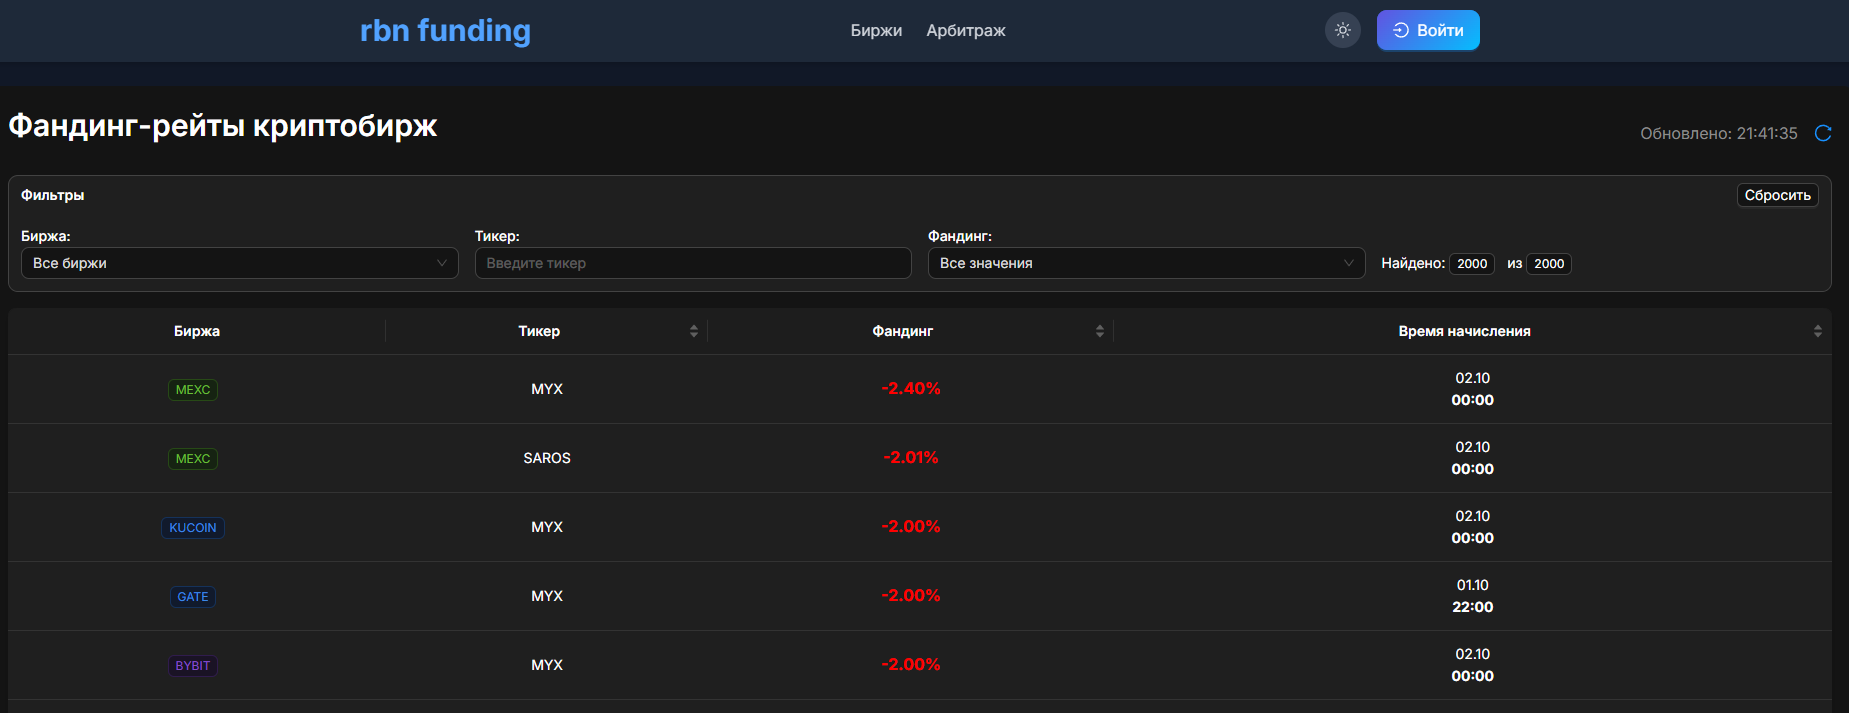 rbn funding
Биржи Арбитраж
Войти
Фандинг-рейты криптобирж
Обновлено: 21:41:35
Фильтры
Сбросить
Биржа: Тикер: Фандинг:
Все биржи Введите тикер Все значения Найдено: 2000 из 2000
Биржа Тикер Фандинг Время начисления
MEXC MYX -2.40% 02.10
00:00
MEXC SAROS -2.01% 02.10
00:00
KUCOIN MYX -2.00% 02.10
00:00
GATE MYX -2.00% 01.10
22:00
BYBIT MYX -2.00% 02.10
00:00